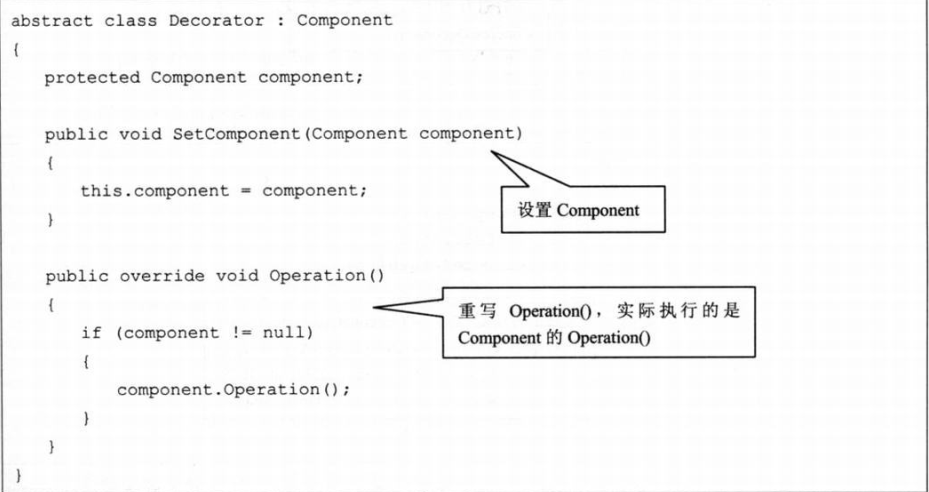 abstract class Decorator : Component
{
protected Component component;
public void SetComponent(Component component)
{
this.component = component;
}
设置 Component
public override void Operation()
{
重写 Operation()，实际执行的是
Component 的 Operation()
if (component != null)
{
component.Operation();
}
}
}